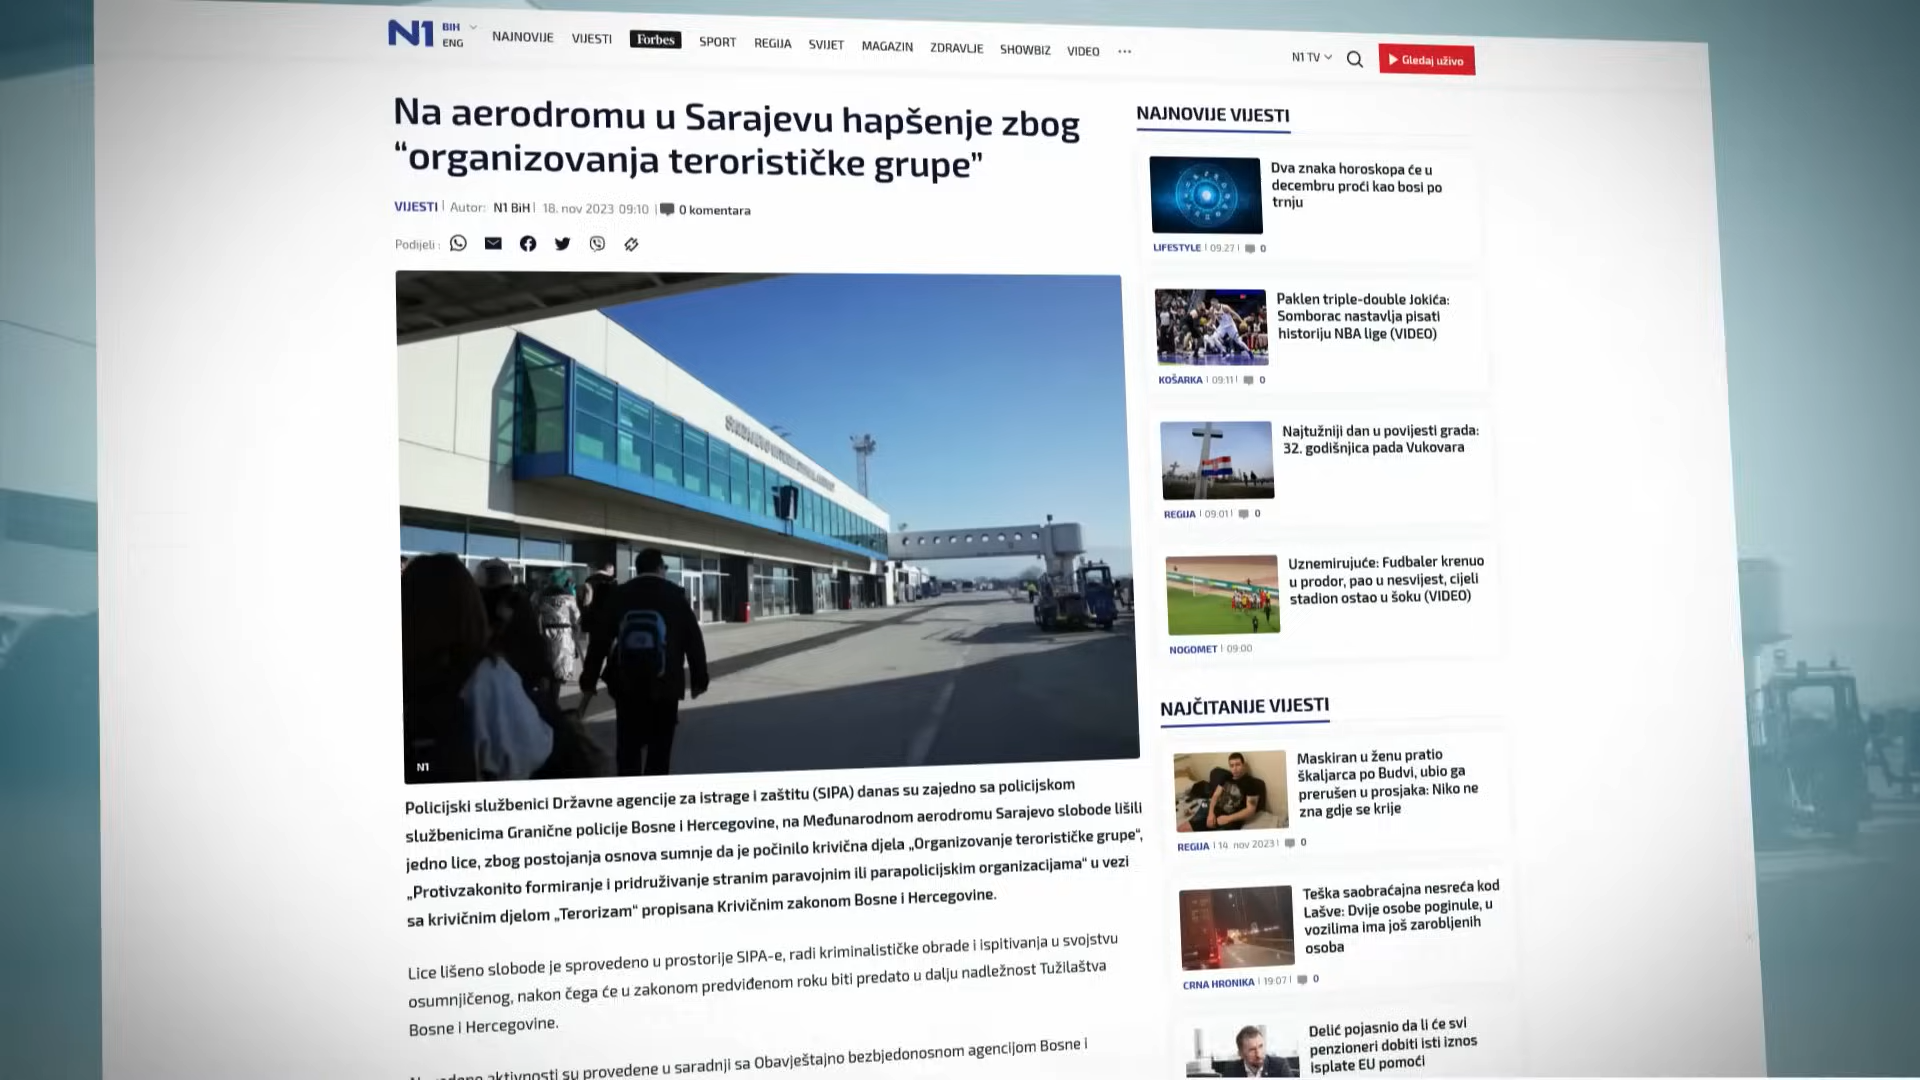 N1
BIH
ENG
NAJNOVIJE
VIJESTI
Forbes
SPORT
REGIJA
SVIJET
MAGAZIN
ZDRAVLJE
SHOWBIZ
VIDEO
N1 TV
Gledaj uživo
Na aerodromu u Sarajevu hapšenje zbog
“organizovanja terorističke grupe”
VIJESTI | Autor: N1 BiH | 18. nov 2023 09:10 | 0 komentara
Podijeli :
N1
Policijski službenici Državne agencije za istrage i zaštitu (SIPA) danas su zajedno sa policijskom
službenicima Granične policije Bosne i Hercegovine, na Međunarodnom aerodromu Sarajevo slobode lišili
jedno lice, zbog postojanja osnova sumnje da je počinilo krivična djela „Organizovanje terorističke grupe“,
„Protivzakonito formiranje i pridruživanje stranim paravojnim ili parapolicijskim organizacijama“ u vezi
sa krivičnim djelom „Terorizam“ propisana Krivičnim zakonom Bosne i Hercegovine.
Lice lišeno slobode je sprovedeno u prostorije SIPA-e, radi kriminalističke obrade i ispitivanja u svojstvu
osumnjičenog, nakon čega će u zakonom predviđenom roku biti predato u dalju nadležnost Tužilaštva
Bosne i Hercegovine.
aktivnosti su provedene u saradnji sa Obavještajno bezbjedonosnom agencijom Bosne i
NAJNOVIJE VIJESTI
Dva znaka horoskopa će u
decembru proći kao bosi po
trnju
LIFESTYLE | 09:27 | 0
Paklen triple-double Jokića:
Somborac nastavlja pisati
historiju NBA lige (VIDEO)
KOŠARKA | 09:11 | 0
Najtužniji dan u povijesti grada:
32. godišnjica pada Vukovara
REGIJA | 09:01 | 0
Uznemirujuće: Fudbaler krenuo
u prodor, pao u nesvijest, cijeli
stadion ostao u šoku (VIDEO)
NOGOMET | 09:00
NAJČITANIJE VIJESTI
Maskiran u ženu pratio
škaljarca po Budvi, ubio ga
prerušen u prosjaka: Niko ne
zna gdje se krije
REGIJA | 14. nov 2023 | 0
Teška saobraćajna nesreća kod
Lašve: Dvije osobe poginule, u
vozilima ima još zarobljenih
osoba
CRNA HRONIKA | 19:07 | 0
Delić pojasnio da li će svi
penzioneri dobiti isti iznos
isplate EU pomoći